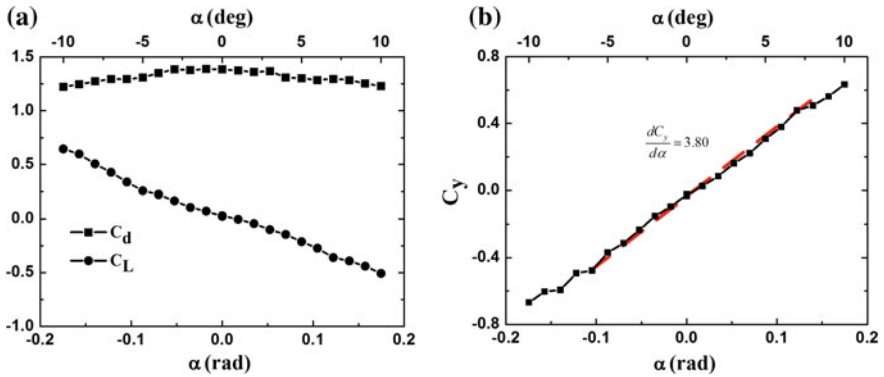 (a)
α (deg)
-10 -5 0 5 10
1.5
1.0
0.5
0.0
-0.5
-1.0
C_d
C_L
-0.2 -0.1 0.0 0.1 0.2
α (rad)
(b)
α (deg)
-10 -5 0 5 10
0.8
0.4
0.0
-0.4
-0.8
C_y
dC_y/dα = 3.80
-0.2 -0.1 0.0 0.1 0.2
α (rad)